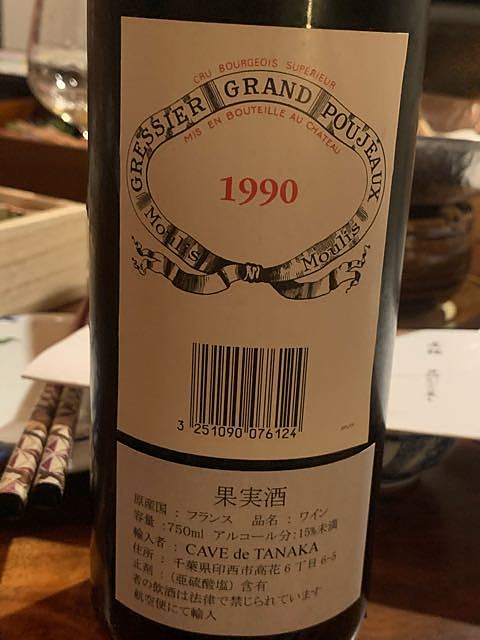 CRU BOURGEOIS SUPERIEUR
GRESSIER GRAND POUJEAUX
MIS EN BOUTEILLE AU CHATEAU
1990
Moulis Moulis
3 251090 076124
果実酒
原産国 : フランス 品名 : ワイン
容量 :750ml アルコール分:15%未満
輸入者 : CAVE de TANAKA
住所 : 千葉県印西市高花6丁目6-5
止剤 : (亜硫酸塩) 含有
者の飲酒は法律で禁じられています
航空便にて輸入